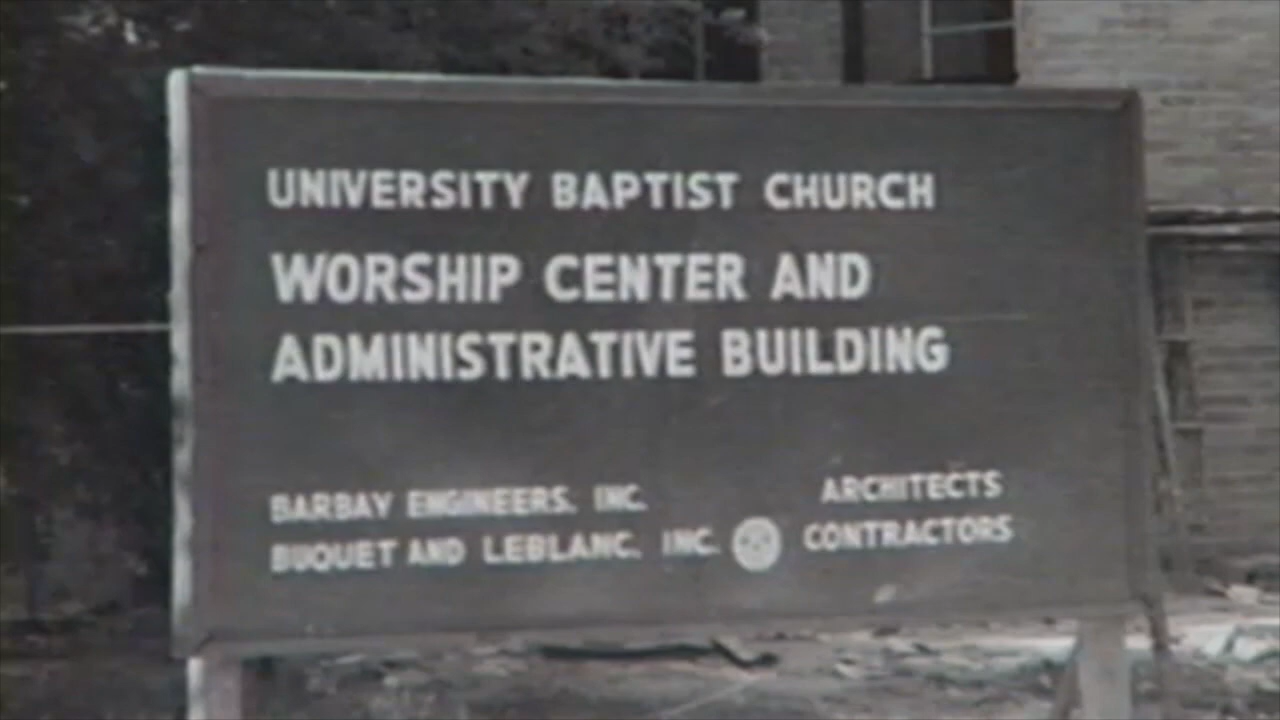 UNIVERSITY BAPTIST CHURCH
WORSHIP CENTER AND
ADMINISTRATIVE BUILDING
BARBAY ENGINEERS, INC. ARCHITECTS
BUQUET AND LEBLANC, INC. CONTRACTORS